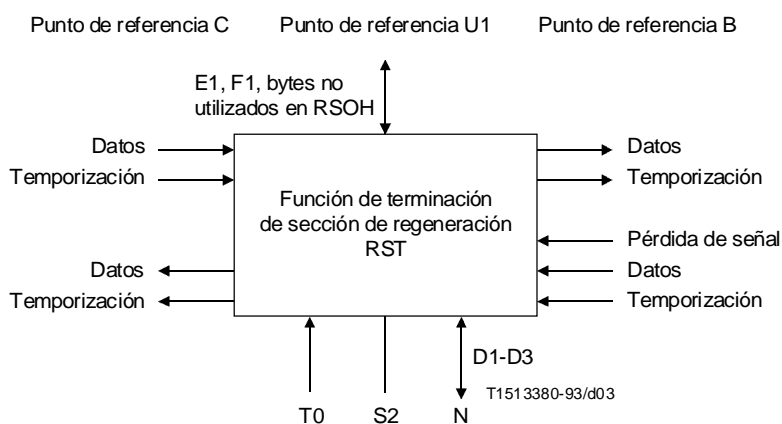 Punto de referencia C Punto de referencia U1 Punto de referencia B
E1, F1, bytes no
utilizados en RSOH
Datos
Temporización
Datos
Temporización
Función de terminación
de sección de regeneración
RST
Datos
Temporización
Pérdida de señal
Datos
Temporización
D1-D3
T1513380-93/d03
T0 S2 N